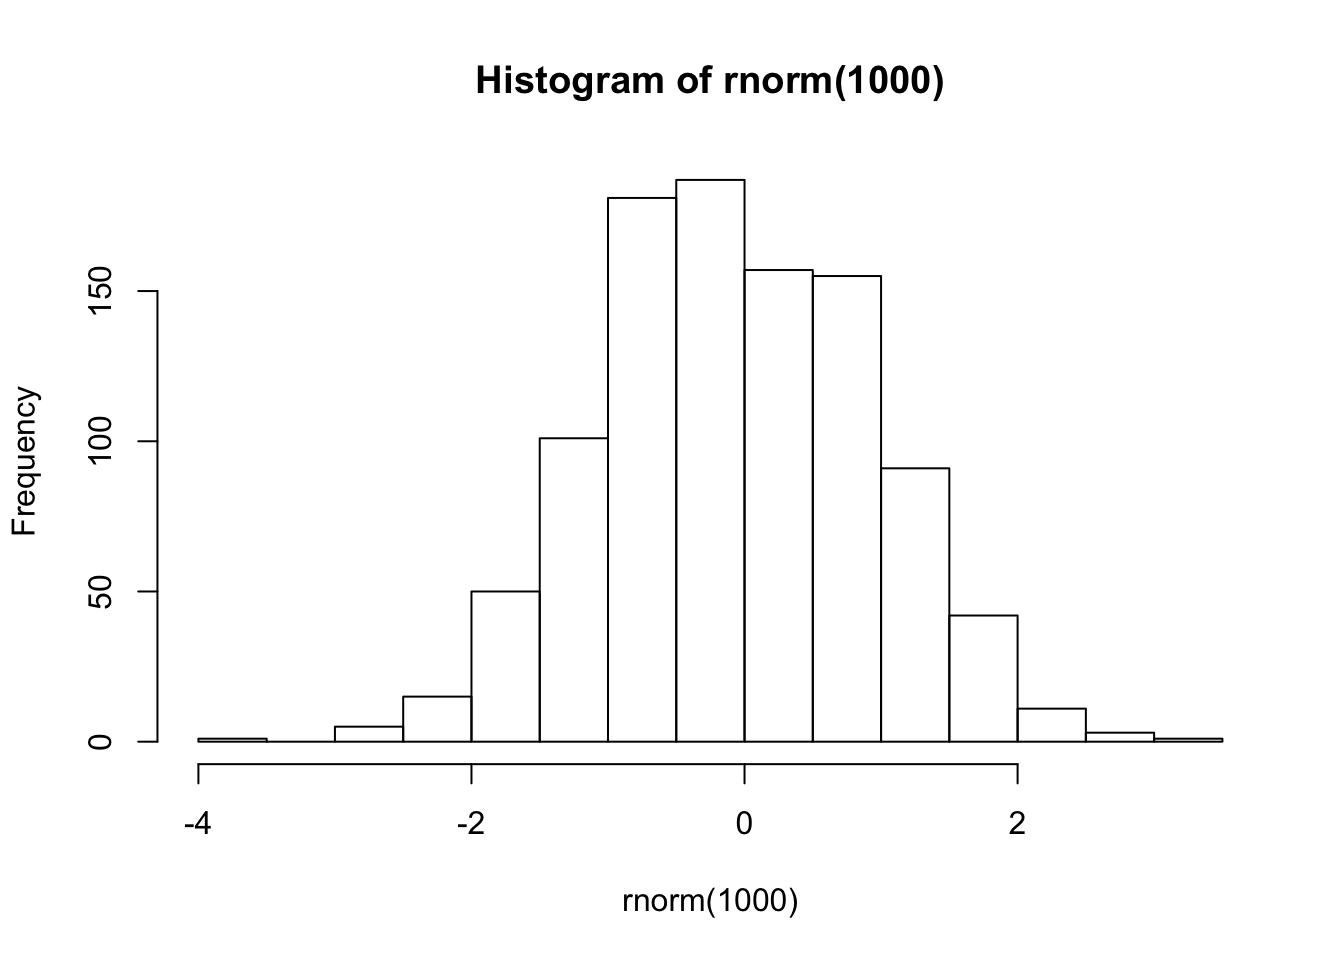 Histogram of rnorm(1000)
150
100
50
0
Frequency
-4 -2 0 2
rnorm(1000)